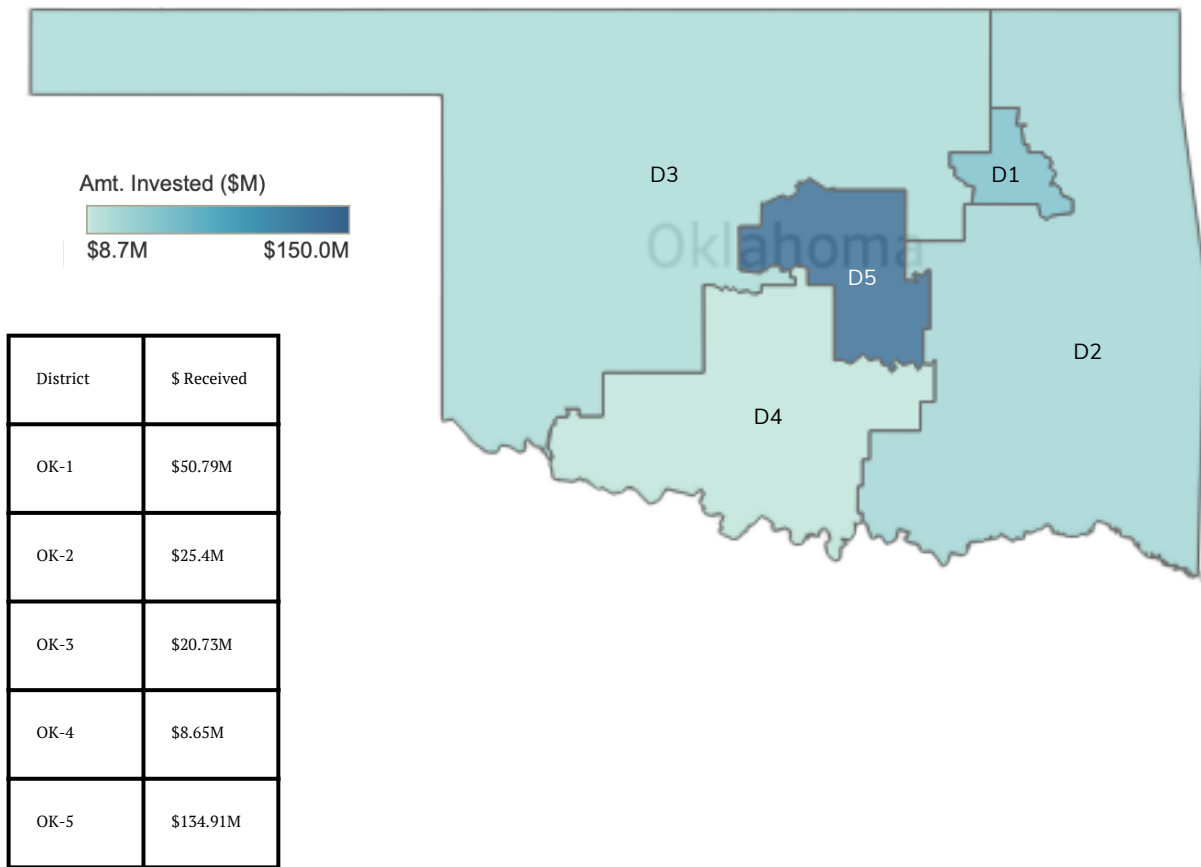 D3
D1
Amt. Invested ($M)
$8.7M $150.0M
Oklahoma
D5
D2
D4
District $ Received
OK-1 $50.79M
OK-2 $25.4M
OK-3 $20.73M
OK-4 $8.65M
OK-5 $134.91M